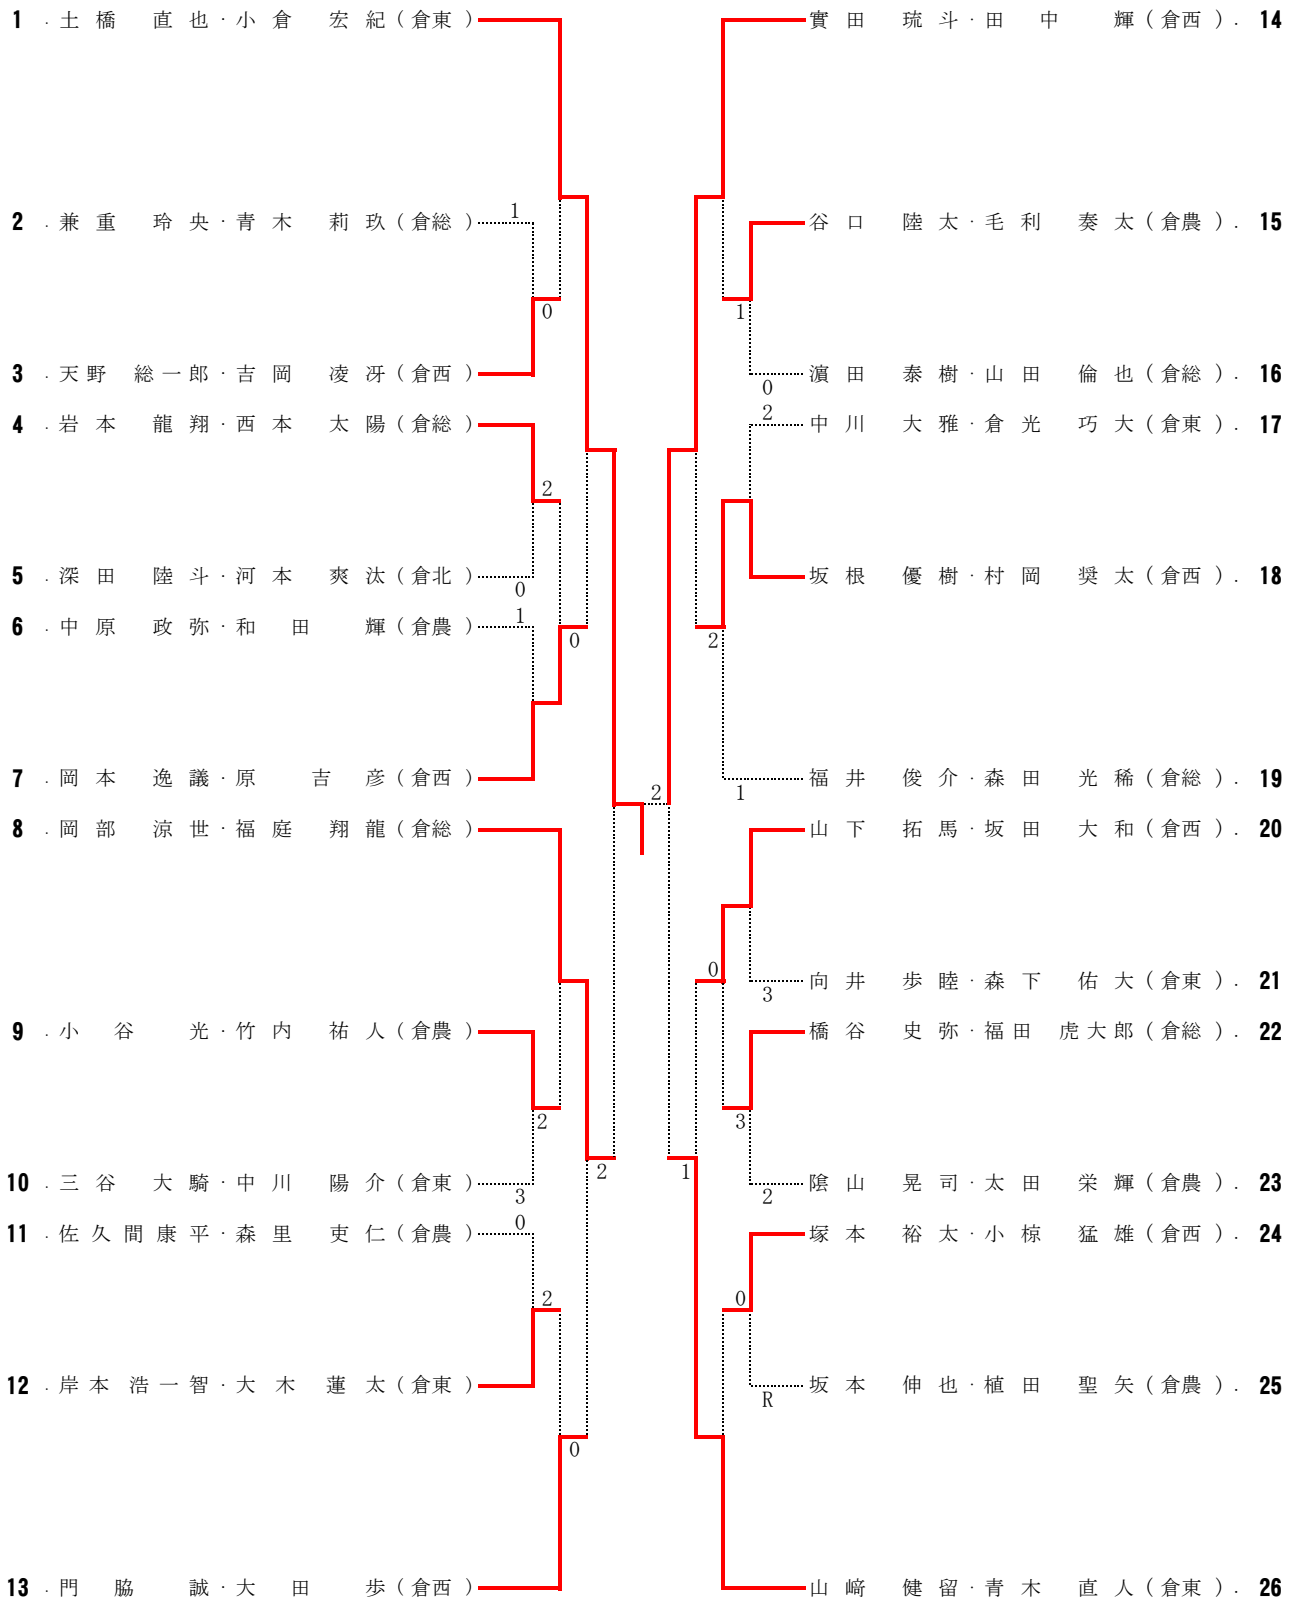 1 . 土橋 直也・小倉 宏紀 (倉東)
1
2 . 兼重 玲央・青木 莉玖 (倉総)
0
3 . 天野 総一郎・吉岡 凌冴 (倉西)
4 . 岩本 龍翔・西本 太陽 (倉総)
2
5 . 深田 陸斗・河本 爽汰 (倉北)
0
1
6 . 中原 政弥・和田 輝 (倉農)
0
7 . 岡本 逸議・原 吉彦 (倉西)
8 . 岡部 涼世・福庭 翔龍 (倉総)
9 . 小谷 光・竹内 祐人 (倉農)
2
2
10 . 三谷 大騎・中川 陽介 (倉東)
3
0
11 . 佐久間康平・森里 吏仁 (倉農)
2
12 . 岸本浩一智・大木 蓮太 (倉東)
0
13 . 門脇 誠・大田 歩 (倉西)
2
實田 琉斗・田中 輝 (倉西) . 14
谷口 陸太・毛利 奏太 (倉農) . 15
1
濵田 泰樹・山田 倫也 (倉総) . 16
0
2
中川 大雅・倉光 巧大 (倉東) . 17
坂根 優樹・村岡 奨太 (倉西) . 18
2
福井 俊介・森田 光稀 (倉総) . 19
1
山下 拓馬・坂田 大和 (倉西) . 20
0
向井 歩睦・森下 佑大 (倉東) . 21
3
橋谷 史弥・福田 虎大郎 (倉総) . 22
3
1
陰山 晃司・太田 栄輝 (倉農) . 23
2
塚本 裕太・小椋 猛雄 (倉西) . 24
0
坂本 伸也・植田 聖矢 (倉農) . 25
R
山﨑 健留・青木 直人 (倉東) . 26